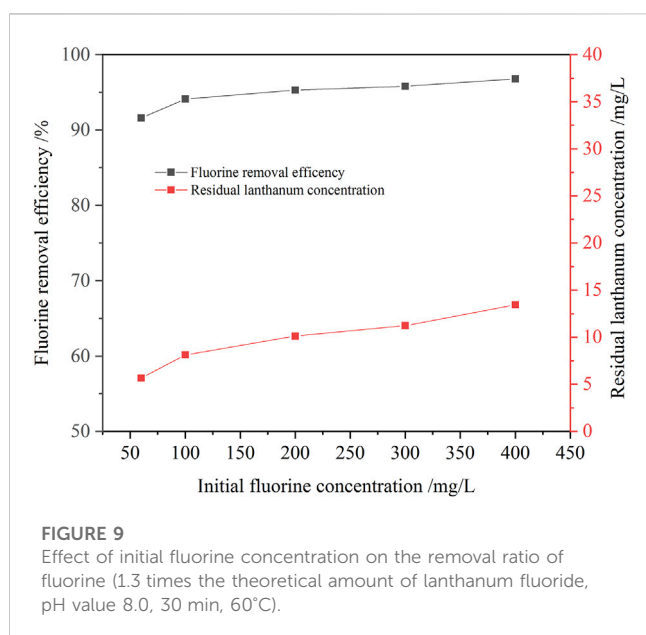 100
90
80
70
60
50
Fluorine removal efficiency /%
Fluorine removal efficency
Residual lanthanum concentration
40
35
30
25
20
15
10
5
0
Residual lanthanum concentration /mg/L
50 100 150 200 250 300 350 400 450
Initial fluorine concentration /mg/L
FIGURE 9
Effect of initial fluorine concentration on the removal ratio of
fluorine (1.3 times the theoretical amount of lanthanum fluoride,
pH value 8.0, 30 min, 60°C).